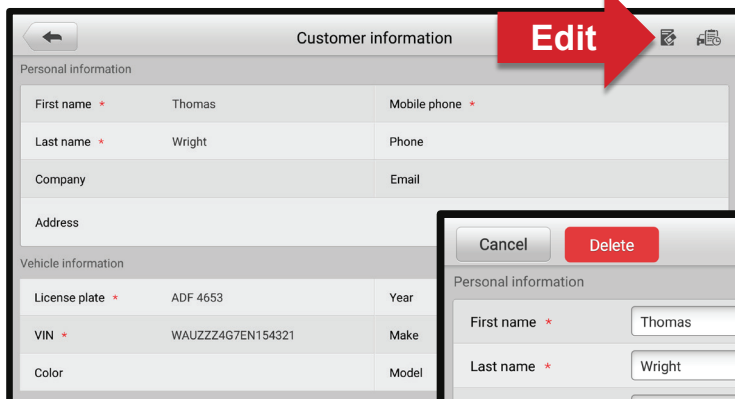 Customer information
Edit
Personal information
First name * Thomas Mobile phone *
Last name * Wright Phone
Company Email
Address
Vehicle information
License plate * ADF 4653 Year
VIN * WAUZZZ4G7EN154321 Make
Color Model
Cancel Delete
Personal information
First name * Thomas
Last name * Wright